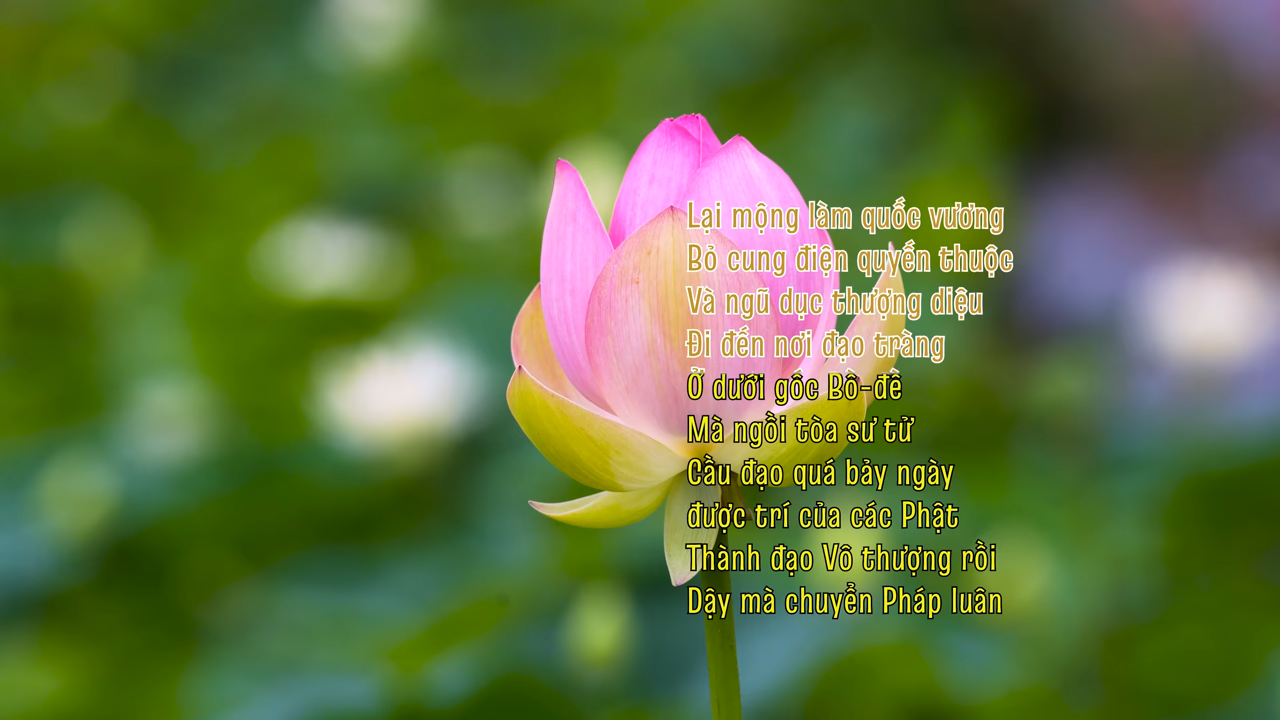 Lại mộng làm quốc vương
Bỏ cung điện quyến thuộc
Và ngũ dục thượng diệu
Đi đến nơi đạo tràng
Ở dưới gốc Bồ-đề
Mà ngồi tòa sư tử
Cầu đạo quá bảy ngày
được trí của các Phật
Thành đạo Vô thượng rồi
Dậy mà chuyển Pháp luân